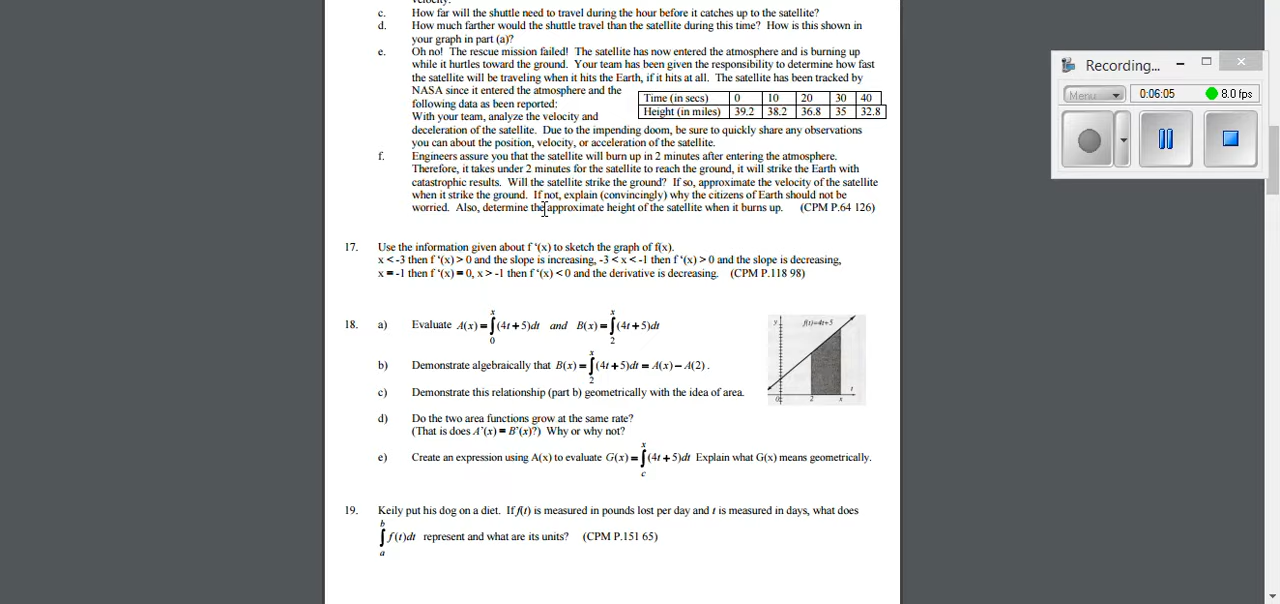 velocity.
c. How far will the shuttle need to travel during the hour before it catches up to the satellite?
d. How much farther would the shuttle travel than the satellite during this time? How is this shown in
your graph in part (a)?
e. Oh no! The rescue mission failed! The satellite has now entered the atmosphere and is burning up
while it hurtles toward the ground. Your team has been given the responsibility to determine how fast
the satellite will be traveling when it hits the Earth, if it hits at all. The satellite has been tracked by
NASA since it entered the atmosphere and the
following data as been reported:
Time (in secs) 0 10 20 30 40
Height (in miles) 39.2 38.2 36.8 35 32.8
With your team, analyze the velocity and
deceleration of the satellite. Due to the impending doom, be sure to quickly share any observations
you can about the position, velocity, or acceleration of the satellite.
f. Engineers assure you that the satellite will burn up in 2 minutes after entering the atmosphere.
Therefore, it takes under 2 minutes for the satellite to reach the ground, it will strike the Earth with
catastrophic results. Will the satellite strike the ground? If so, approximate the velocity of the satellite
when it strike the ground. If not, explain (convincingly) why the citizens of Earth should not be
worried. Also, determine the approximate height of the satellite when it burns up. (CPM P.64 126)
17. Use the information given about f '(x) to sketch the graph of f(x).
x < -3 then f '(x) > 0 and the slope is increasing, -3 < x < -1 then f '(x) > 0 and the slope is decreasing,
x = -1 then f '(x) = 0, x > -1 then f '(x) < 0 and the derivative is decreasing. (CPM P.118 98)
18. a) Evaluate A(x) = ∫₀ˣ (4t + 5)dt and B(x) = ∫₂ˣ (4t + 5)dt
b) Demonstrate algebraically that B(x) = ∫₂ˣ (4t + 5)dt = A(x) − A(2).
c) Demonstrate this relationship (part b) geometrically with the idea of area.
y f(t)=4t+5
0 2 x t
d) Do the two area functions grow at the same rate?
(That is does A'(x) = B'(x)?) Why or why not?
e) Create an expression using A(x) to evaluate G(x) = ∫cˣ (4t + 5)dt Explain what G(x) means geometrically.
19. Keily put his dog on a diet. If f(t) is measured in pounds lost per day and t is measured in days, what does
∫ₐᵇ f(t)dt represent and what are its units? (CPM P.151 65)
Recording...
Menu 0:06:05 8.0 fps